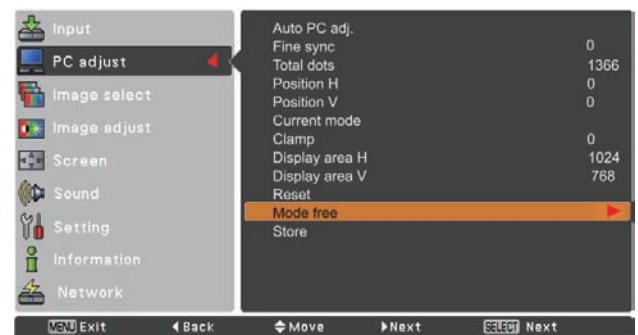 Input
PC adjust
Image select
Image adjust
Screen
Sound
Setting
Information
Network
Auto PC adj.
Fine sync 0
Total dots 1366
Position H 0
Position V 0
Current mode
Clamp 0
Display area H 1024
Display area V 768
Reset
Mode free
Store
MENU Exit Back Move Next SELECT Next